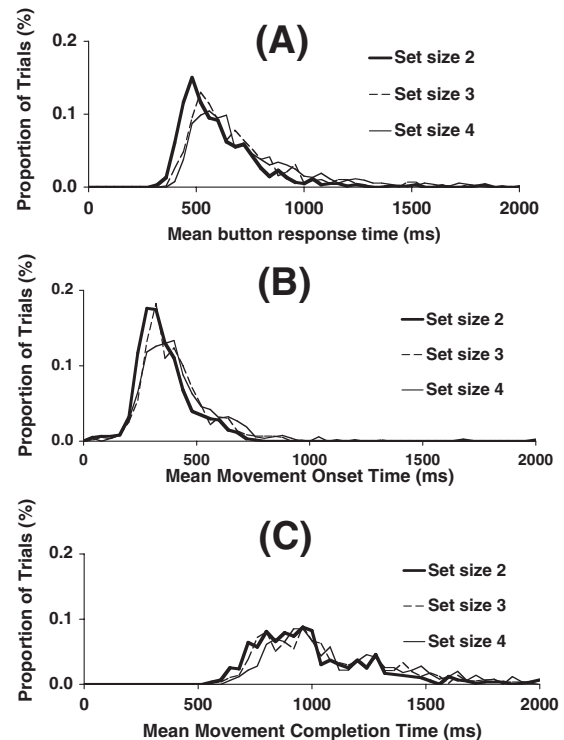 (A)
Proportion of Trials (%)
0.2
0.1
0.0
Set size 2
Set size 3
Set size 4
0 500 1000 1500 2000
Mean button response time (ms)
(B)
Proportion of Trials (%)
0.2
0.1
0.0
Set size 2
Set size 3
Set size 4
0 500 1000 1500 2000
Mean Movement Onset Time (ms)
(C)
Proportion of Trials (%)
0.2
0.1
0.0
Set size 2
Set size 3
Set size 4
0 500 1000 1500 2000
Mean Movement Completion Time (ms)